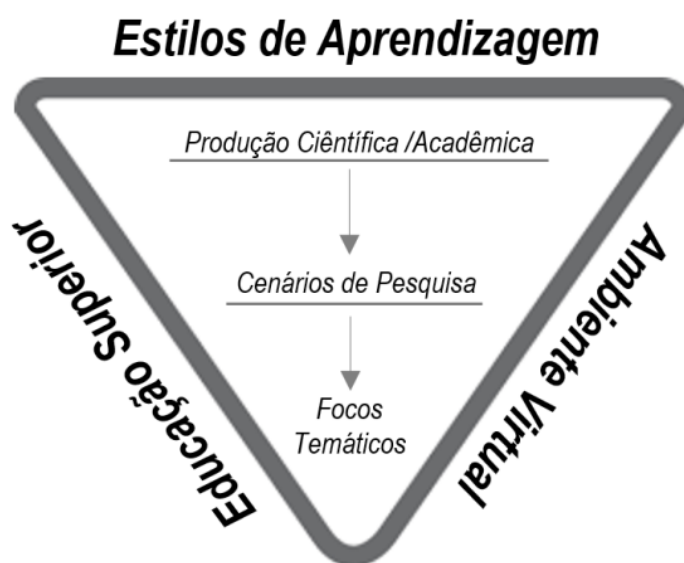 Estilos de Aprendizagem
Produção Ciêntífica /Acadêmica
Cenários de Pesquisa
Focos
Temáticos
Educação Superior
Ambiente Virtual